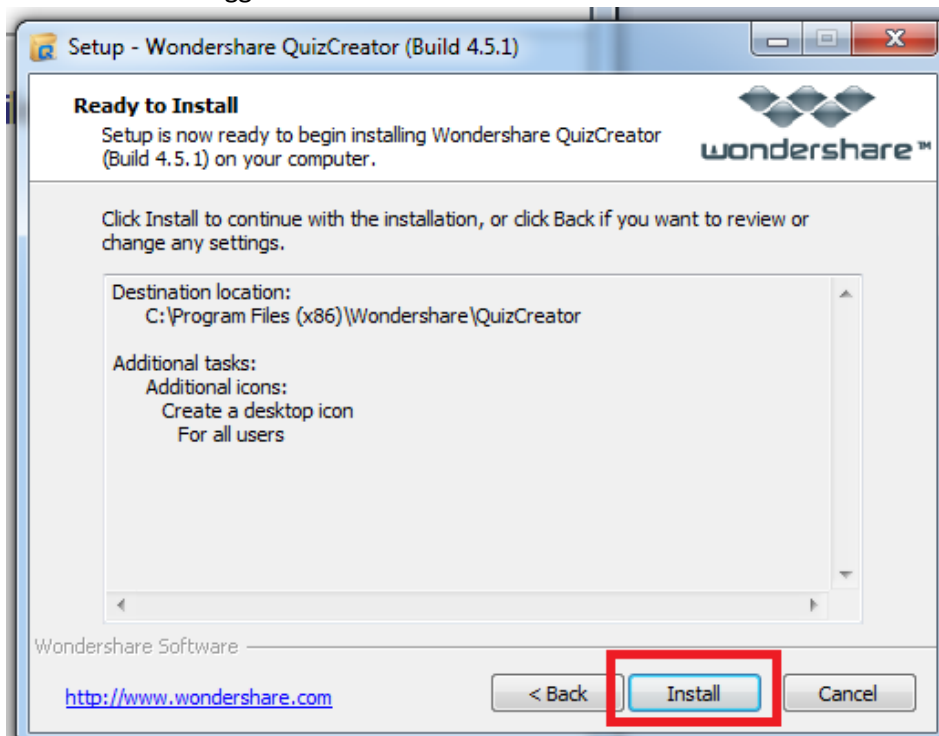 Setup - Wondershare QuizCreator (Build 4.5.1)
Ready to Install
Setup is now ready to begin installing Wondershare QuizCreator
(Build 4.5.1) on your computer.
wondershare™
Click Install to continue with the installation, or click Back if you want to review or
change any settings.
Destination location:
C:\Program Files (x86)\Wondershare\QuizCreator
Additional tasks:
Additional icons:
Create a desktop icon
For all users
Wondershare Software
http://www.wondershare.com
< Back Install Cancel